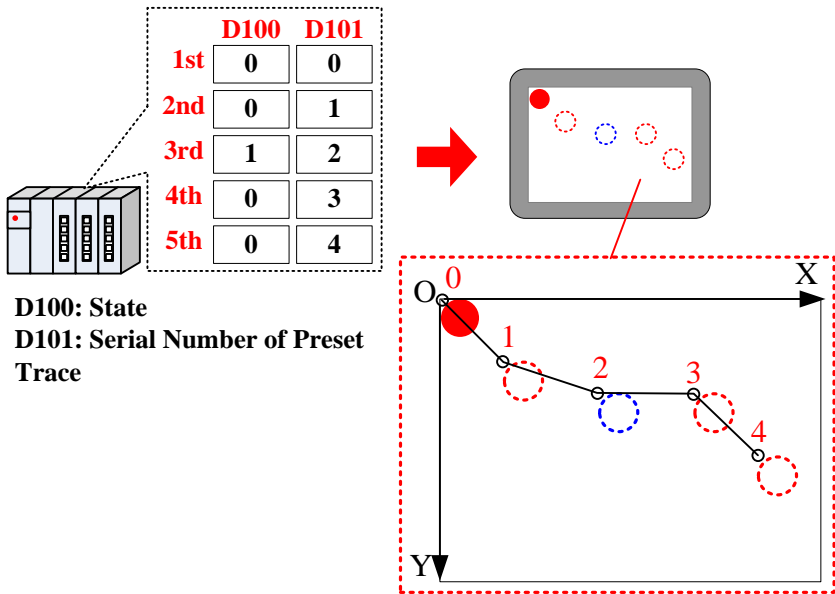 D100 D101
1st 0 0
2nd 0 1
3rd 1 2
4th 0 3
5th 0 4
D100: State
D101: Serial Number of Preset
Trace
O 0 X
1
2 3
4
Y